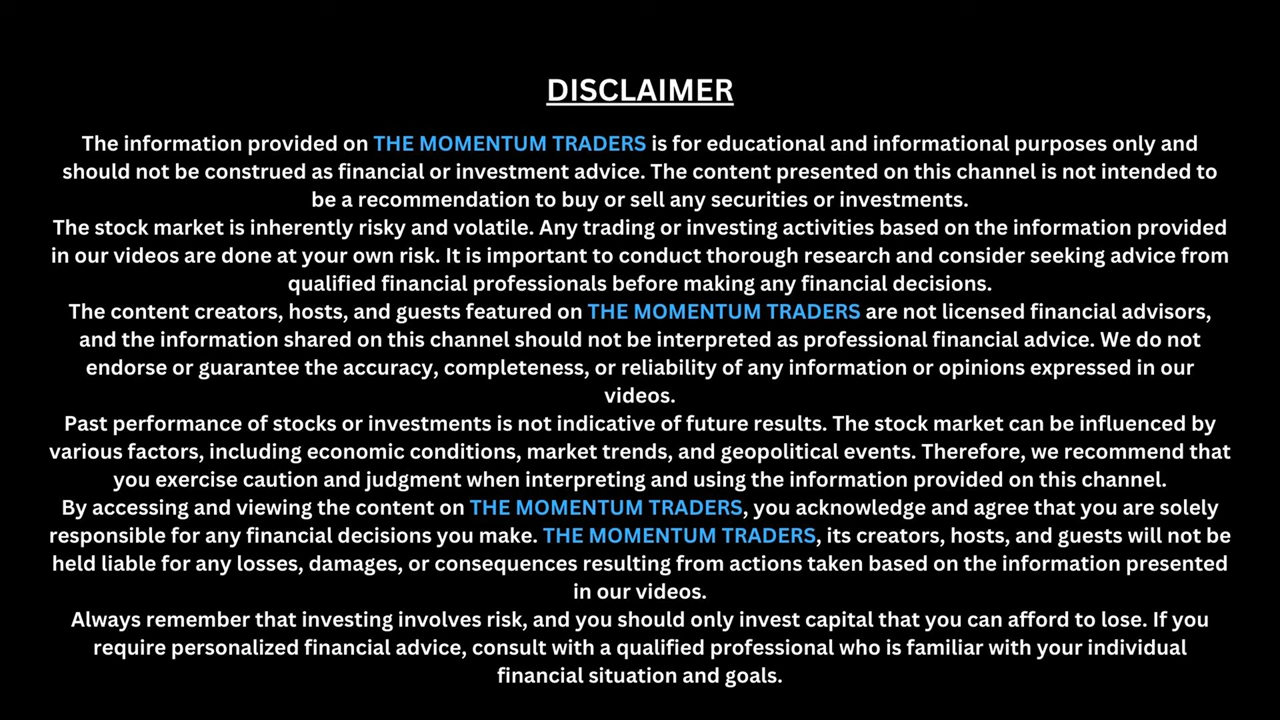 DISCLAIMER
The information provided on THE MOMENTUM TRADERS is for educational and informational purposes only and
should not be construed as financial or investment advice. The content presented on this channel is not intended to
be a recommendation to buy or sell any securities or investments.
The stock market is inherently risky and volatile. Any trading or investing activities based on the information provided
in our videos are done at your own risk. It is important to conduct thorough research and consider seeking advice from
qualified financial professionals before making any financial decisions.
The content creators, hosts, and guests featured on THE MOMENTUM TRADERS are not licensed financial advisors,
and the information shared on this channel should not be interpreted as professional financial advice. We do not
endorse or guarantee the accuracy, completeness, or reliability of any information or opinions expressed in our
videos.
Past performance of stocks or investments is not indicative of future results. The stock market can be influenced by
various factors, including economic conditions, market trends, and geopolitical events. Therefore, we recommend that
you exercise caution and judgment when interpreting and using the information provided on this channel.
By accessing and viewing the content on THE MOMENTUM TRADERS, you acknowledge and agree that you are solely
responsible for any financial decisions you make. THE MOMENTUM TRADERS, its creators, hosts, and guests will not be
held liable for any losses, damages, or consequences resulting from actions taken based on the information presented
in our videos.
Always remember that investing involves risk, and you should only invest capital that you can afford to lose. If you
require personalized financial advice, consult with a qualified professional who is familiar with your individual
financial situation and goals.